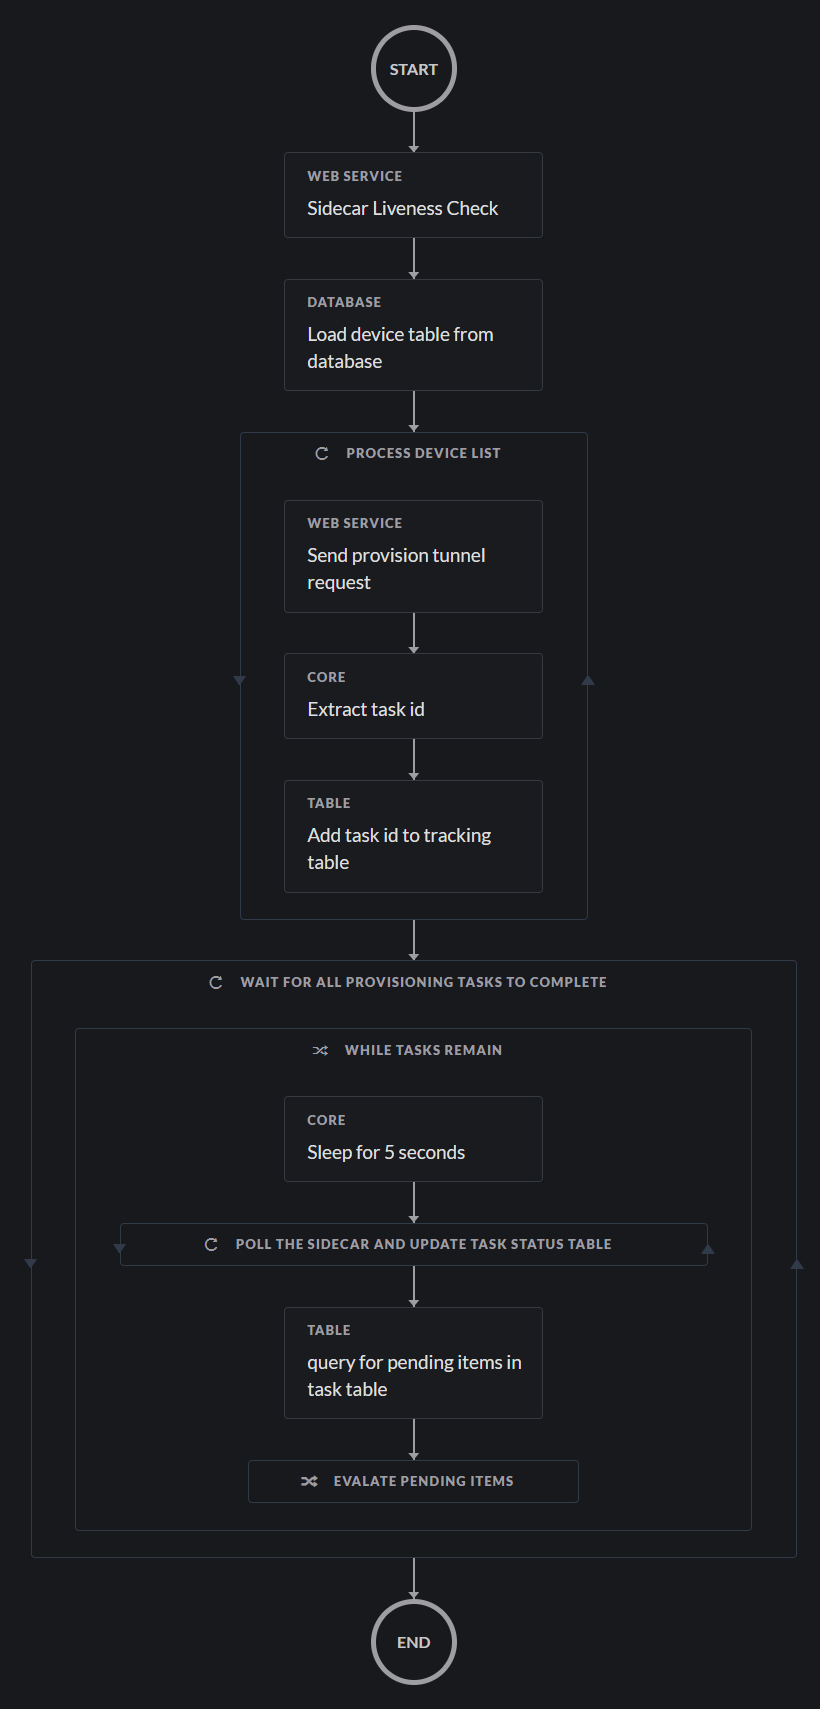 START
WEB SERVICE
Sidecar Liveness Check
DATABASE
Load device table from
database
PROCESS DEVICE LIST
WEB SERVICE
Send provision tunnel
request
CORE
Extract task id
TABLE
Add task id to tracking
table
WAIT FOR ALL PROVISIONING TASKS TO COMPLETE
WHILE TASKS REMAIN
CORE
Sleep for 5 seconds
POLL THE SIDECAR AND UPDATE TASK STATUS TABLE
TABLE
query for pending items in
task table
EVALATE PENDING ITEMS
END